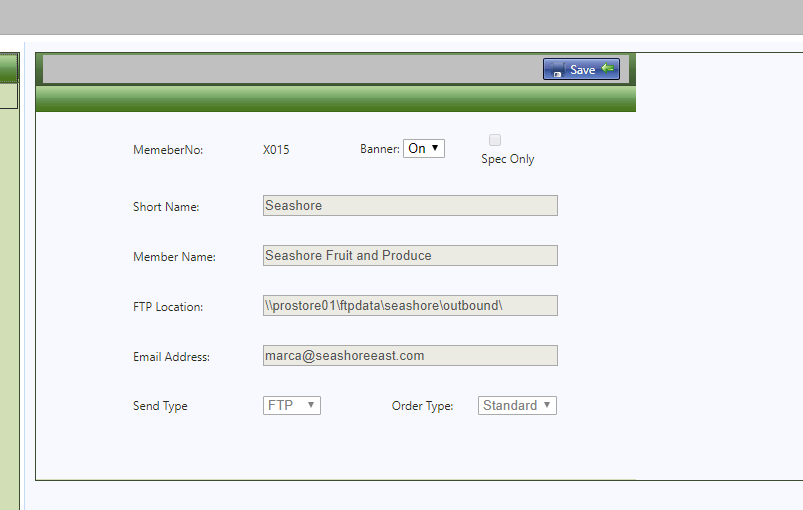 Save
MemeberNo: X015 Banner: On
Spec Only
Short Name: Seashore
Member Name: Seashore Fruit and Produce
FTP Location: \\prostore01\ftpdata\seashore\outbound\
Email Address: marca@seashoreeast.com
Send Type FTP Order Type: Standard